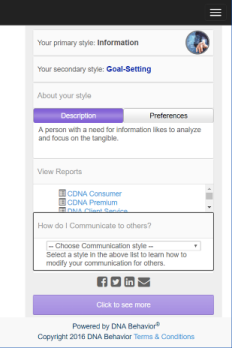 Your primary style: Information
Your secondary style: Goal-Setting
About your style
Description Preferences
A person with a need for information likes to analyze
and focus on the tangible.
View Reports
CDNA Consumer
CDNA Premium
DNA Client Service
How do I Communicate to others?
-- Choose Communication style --
Select a style in the above list to learn how to
modify your communication for others.
Click to see more
Powered by DNA Behavior®
Copyright 2016 DNA Behavior Terms & Conditions